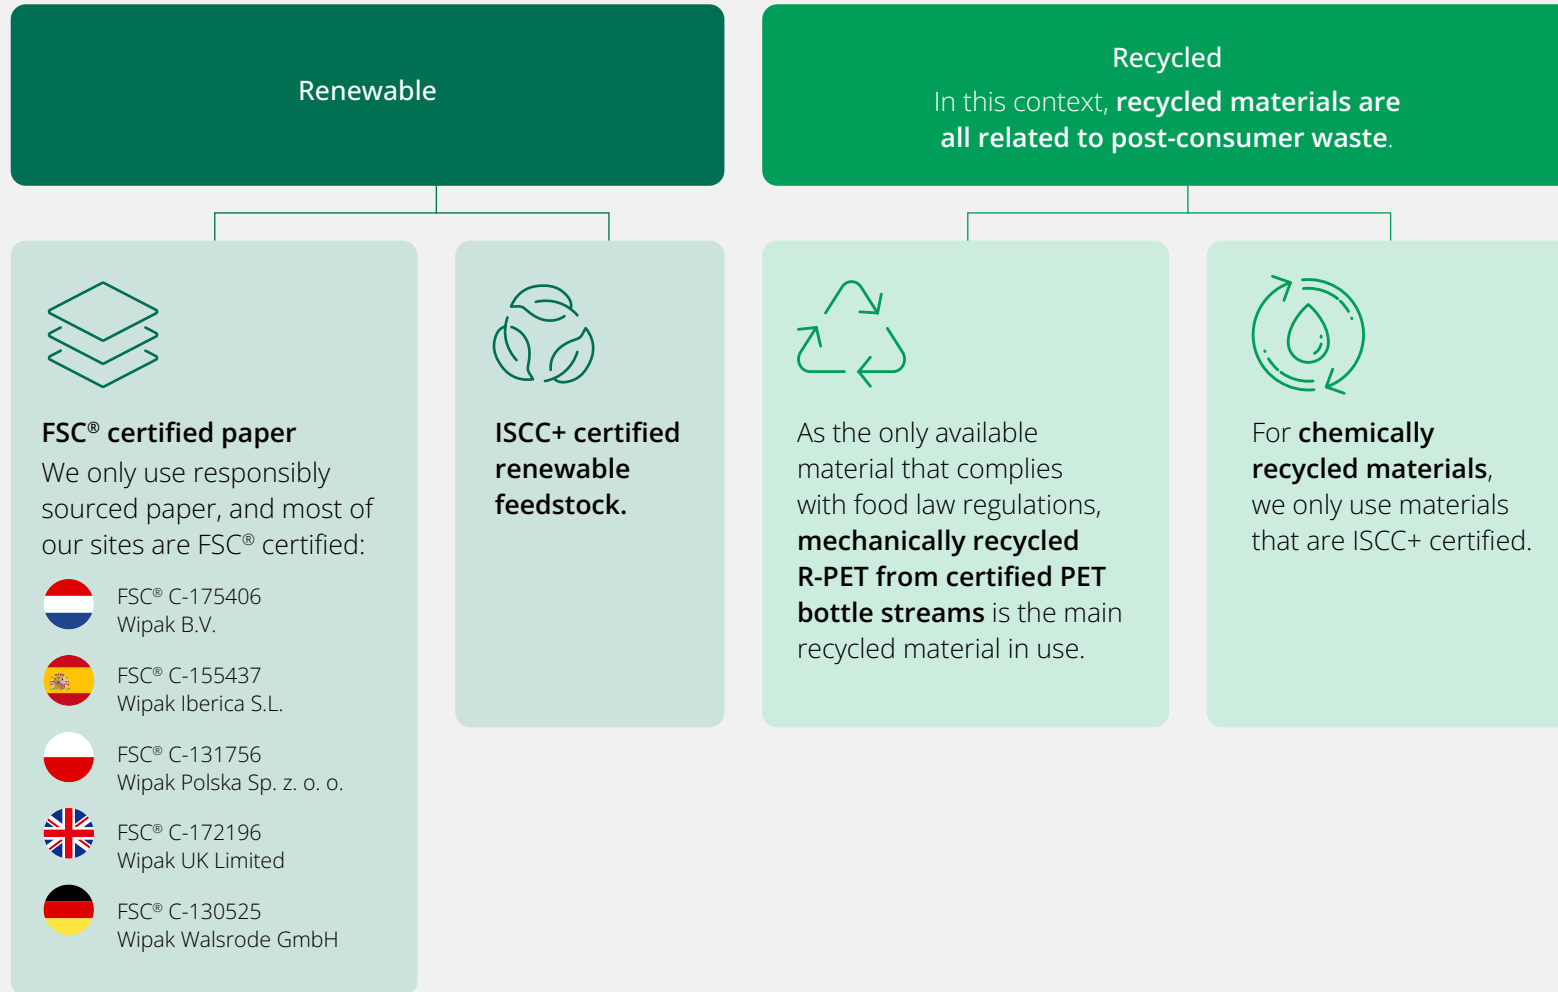 Renewable
Recycled
In this context, recycled materials are
all related to post-consumer waste.
FSC® certified paper
We only use responsibly
sourced paper, and most of
our sites are FSC® certified:
FSC® C-175406
Wipak B.V.
FSC® C-155437
Wipak Iberica S.L.
FSC® C-131756
Wipak Polska Sp. z. o. o.
FSC® C-172196
Wipak UK Limited
FSC® C-130525
Wipak Walsrode GmbH
ISCC+ certified
renewable
feedstock.
As the only available
material that complies
with food law regulations,
mechanically recycled
R-PET from certified PET
bottle streams is the main
recycled material in use.
For chemically
recycled materials,
we only use materials
that are ISCC+ certified.